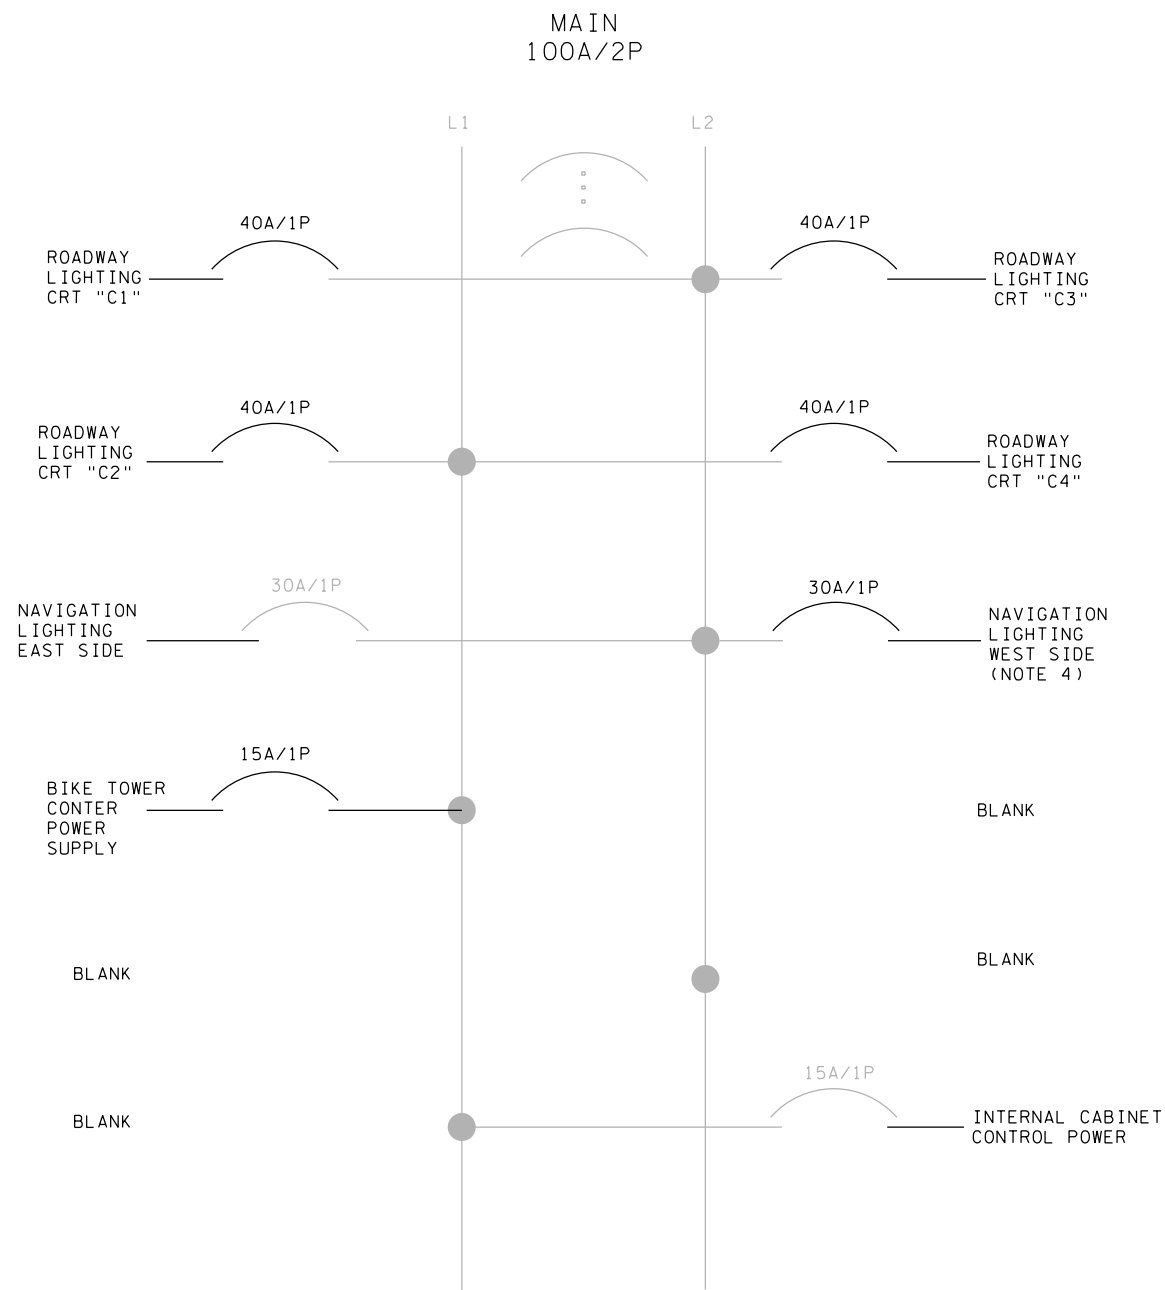 MAIN
100A/2P
L1
L2
40A/1P
40A/1P
ROADWAY
LIGHTING
CRT "C1"
ROADWAY
LIGHTING
CRT "C3"
40A/1P
40A/1P
ROADWAY
LIGHTING
CRT "C2"
ROADWAY
LIGHTING
CRT "C4"
30A/1P
30A/1P
NAVIGATION
LIGHTING
EAST SIDE
NAVIGATION
LIGHTING
WEST SIDE
(NOTE 4)
15A/1P
BIKE TOWER
CONTER
POWER
SUPPLY
BLANK
BLANK
BLANK
15A/1P
BLANK
INTERNAL CABINET
CONTROL POWER